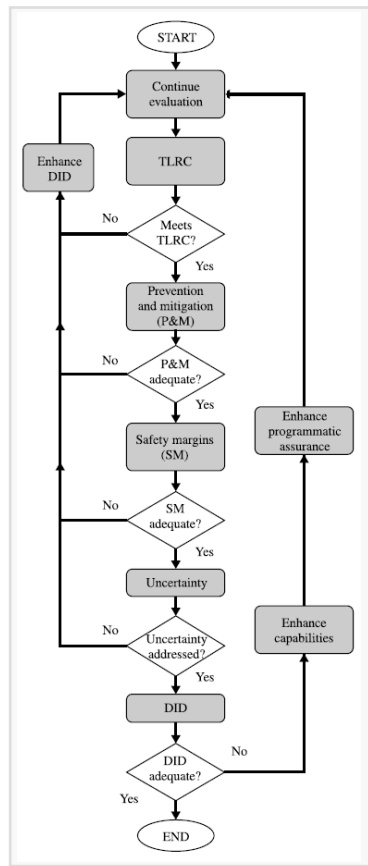 START
Continue
evaluation
Enhance
DID
TLRC
No
Meets
TLRC?
Yes
Prevention
and mitigation
(P&M)
No
P&M
adequate?
Yes
Enhance
programmatic
assurance
Safety margins
(SM)
No
SM
adequate?
Yes
Uncertainty
Enhance
capabilities
No
Uncertainty
addressed?
Yes
DID
No
DID
adequate?
Yes
END